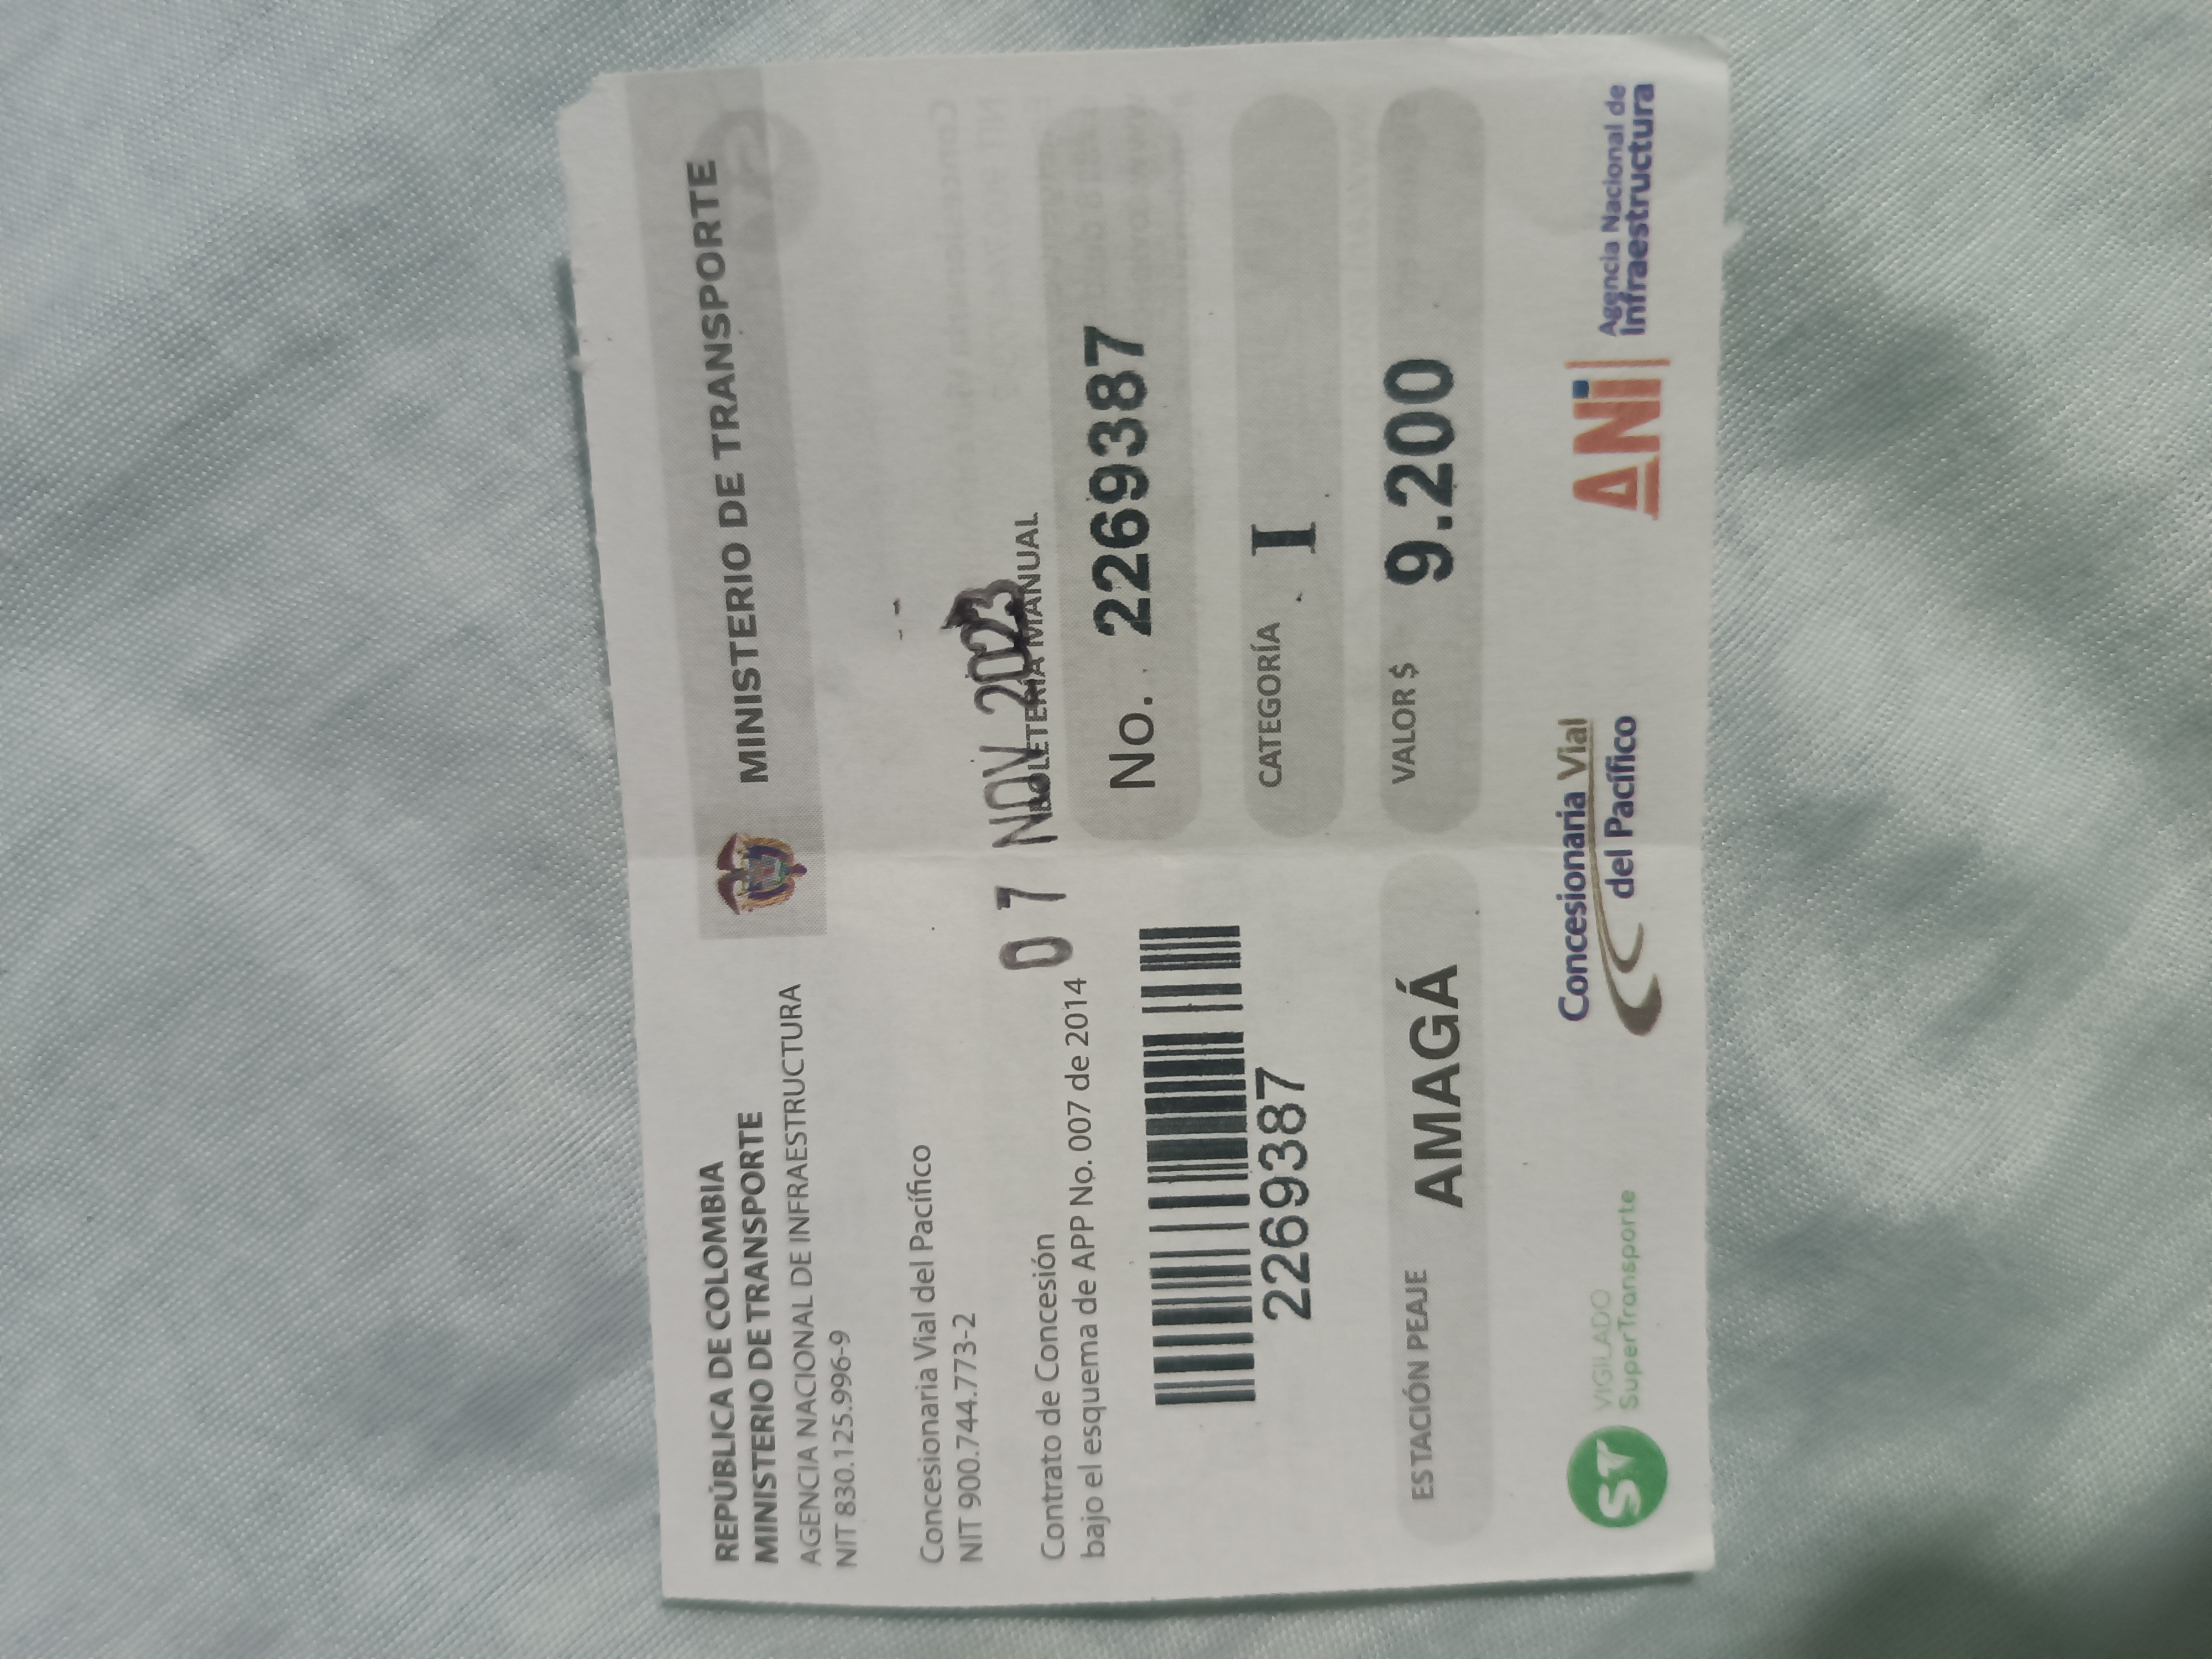 REPÚBLICA DE COLOMBIA
MINISTERIO DE TRANSPORTE
AGENCIA NACIONAL DE INFRAESTRUCTURA
NIT 830.125.996-9
MINISTERIO DE TRANSPORTE
Concesionaria Vial del Pacífico
NIT 900.744.773-2
Contrato de Concesión
bajo el esquema de APP No. 007 de 2014
07 NOV 2023
BOLETERÍA MANUAL
2269387
No. 2269387
CATEGORÍA I
ESTACIÓN PEAJE AMAGÁ
VALOR $ 9.200
ST
VIGILADO
SuperTransporte
Concesionaria Vial
del Pacífico
ANI
Agencia Nacional de
Infraestructura